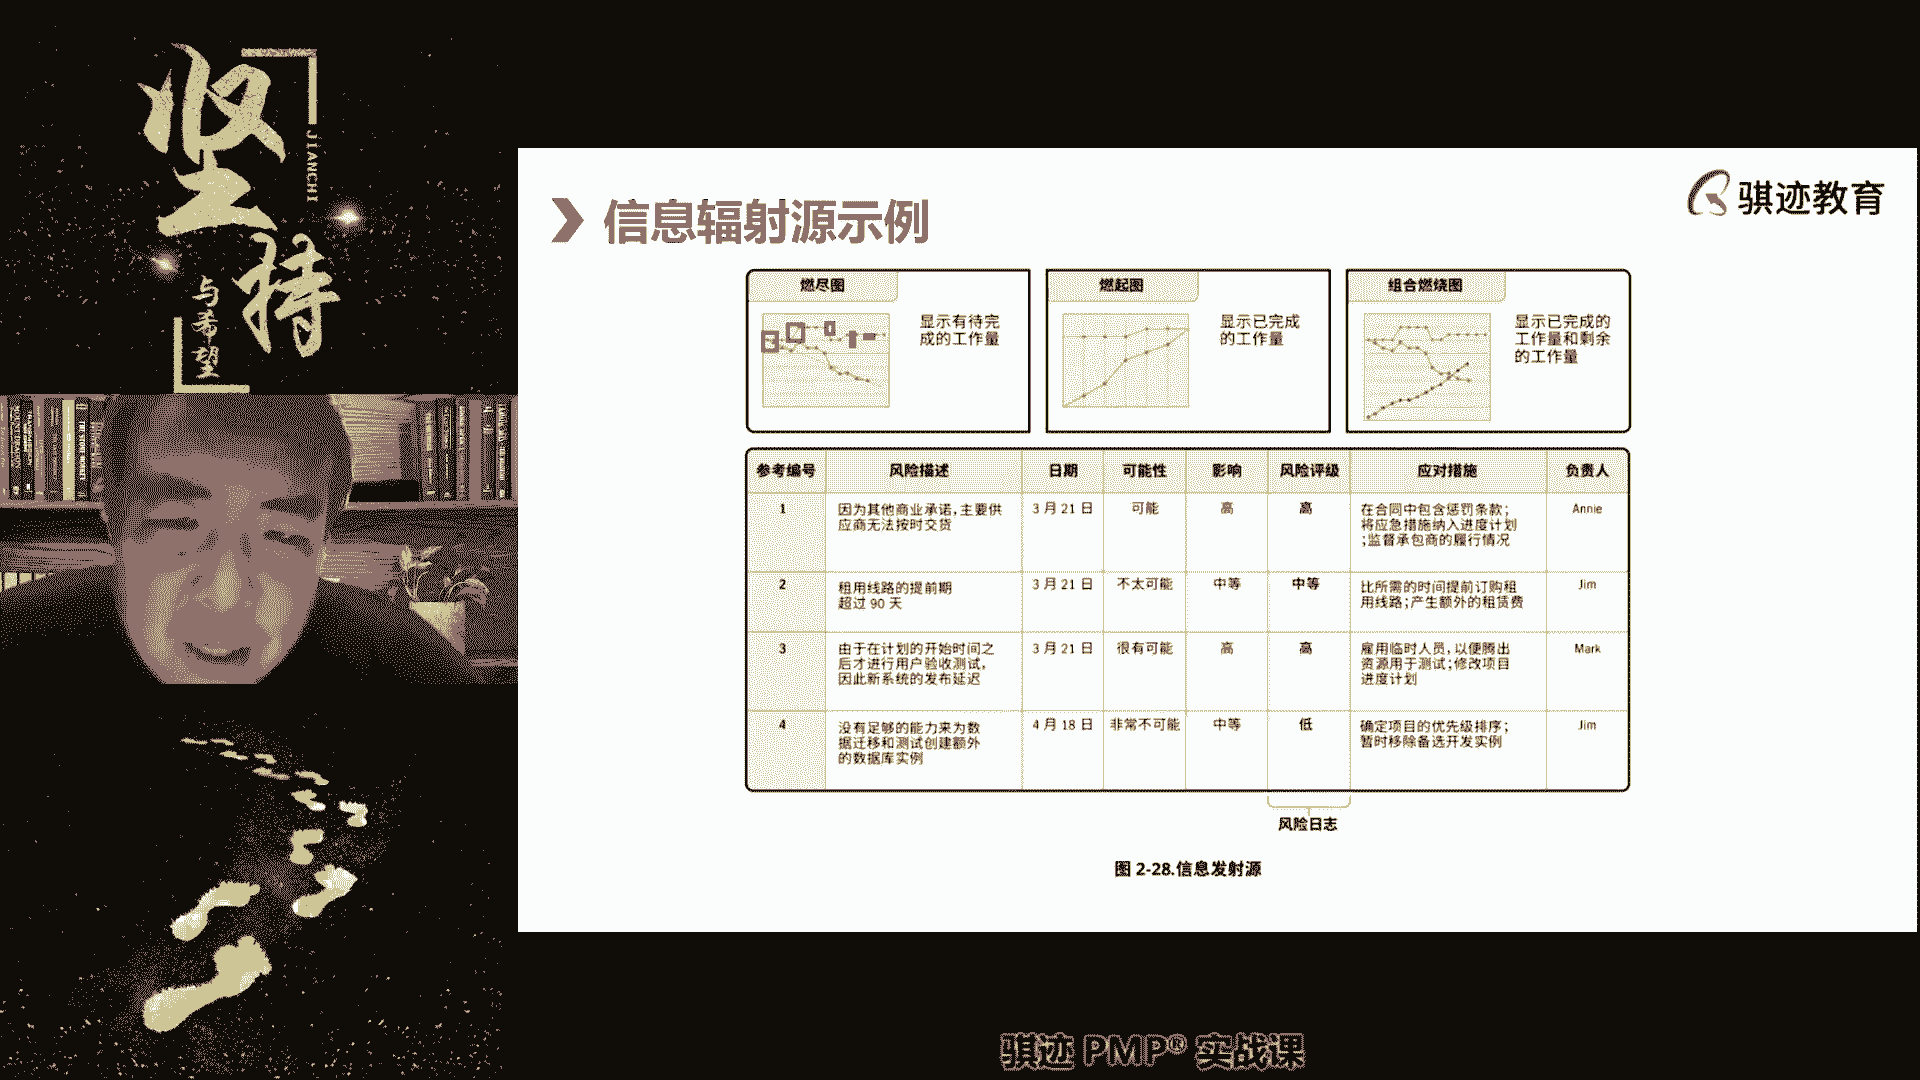 坚持
JIANCHI
与希望
信息辐射源示例
骐迹教育
燃尽图
显示有待完
成的工作量
燃起图
显示已完成
的工作量
组合燃烧图
显示已完成的
工作量和剩余
的工作量
参考编号 风险描述 日期 可能性 影响 风险评级 应对措施 负责人
1 因为其他商业承诺,主要供 3 月 21 日 可能 高 高 在合同中包含惩罚条款; Annie
应商无法按时交货 将应急措施纳入进度计划
;监督承包商的履行情况
2 租用线路的提前期 3 月 21 日 不太可能 中等 中等 比所需的时间提前订购租 Jim
超过 90 天 用线路;产生额外的租赁费
3 由于在计划的开始时间之 3 月 21 日 很有可能 高 高 雇用临时人员,以便腾出 Mark
后才进行用户验收测试, 资源用于测试;修改项目
因此新系统的发布延迟 进度计划
4 没有足够的能力来为数 4 月 18 日 非常不可能 中等 低 确定项目的优先级排序; Jim
据迁移和测试创建额外 暂时移除备选开发实例
的数据库实例
风险日志
图 2-28.信息发射源
骐迹 PMP® 实战课